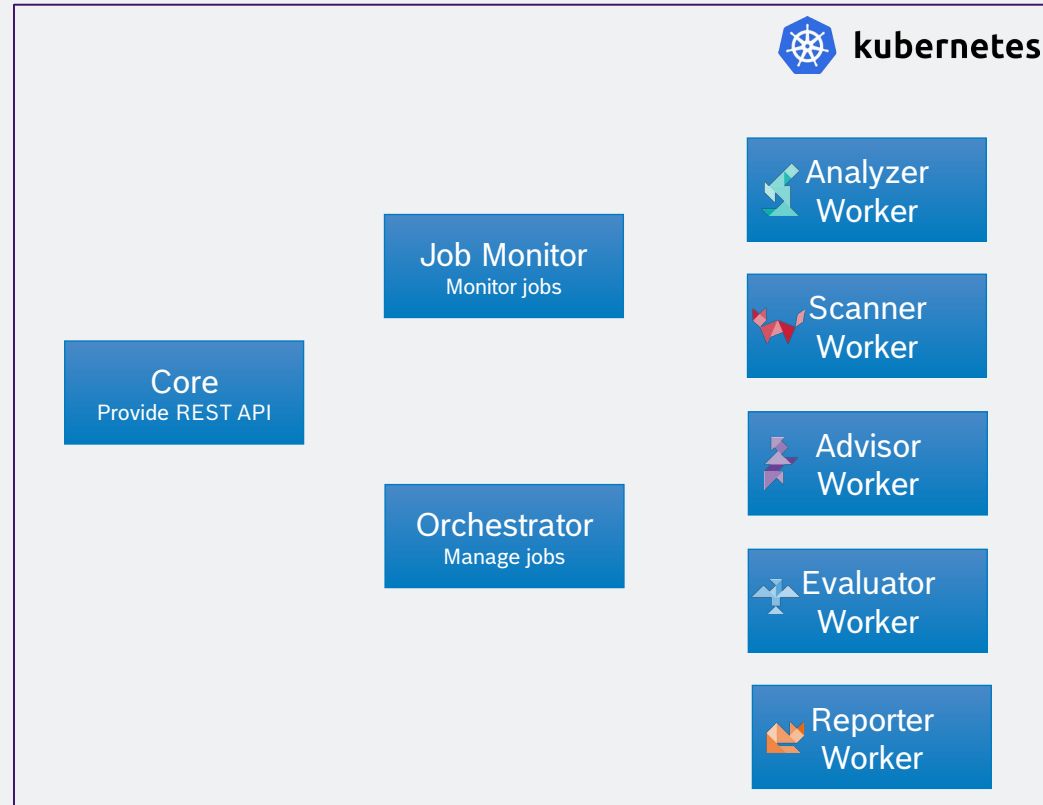 kubernetes
Analyzer
Worker
Job Monitor
Monitor jobs
Scanner
Worker
Core
Provide REST API
Advisor
Worker
Orchestrator
Manage jobs
Evaluator
Worker
Reporter
Worker